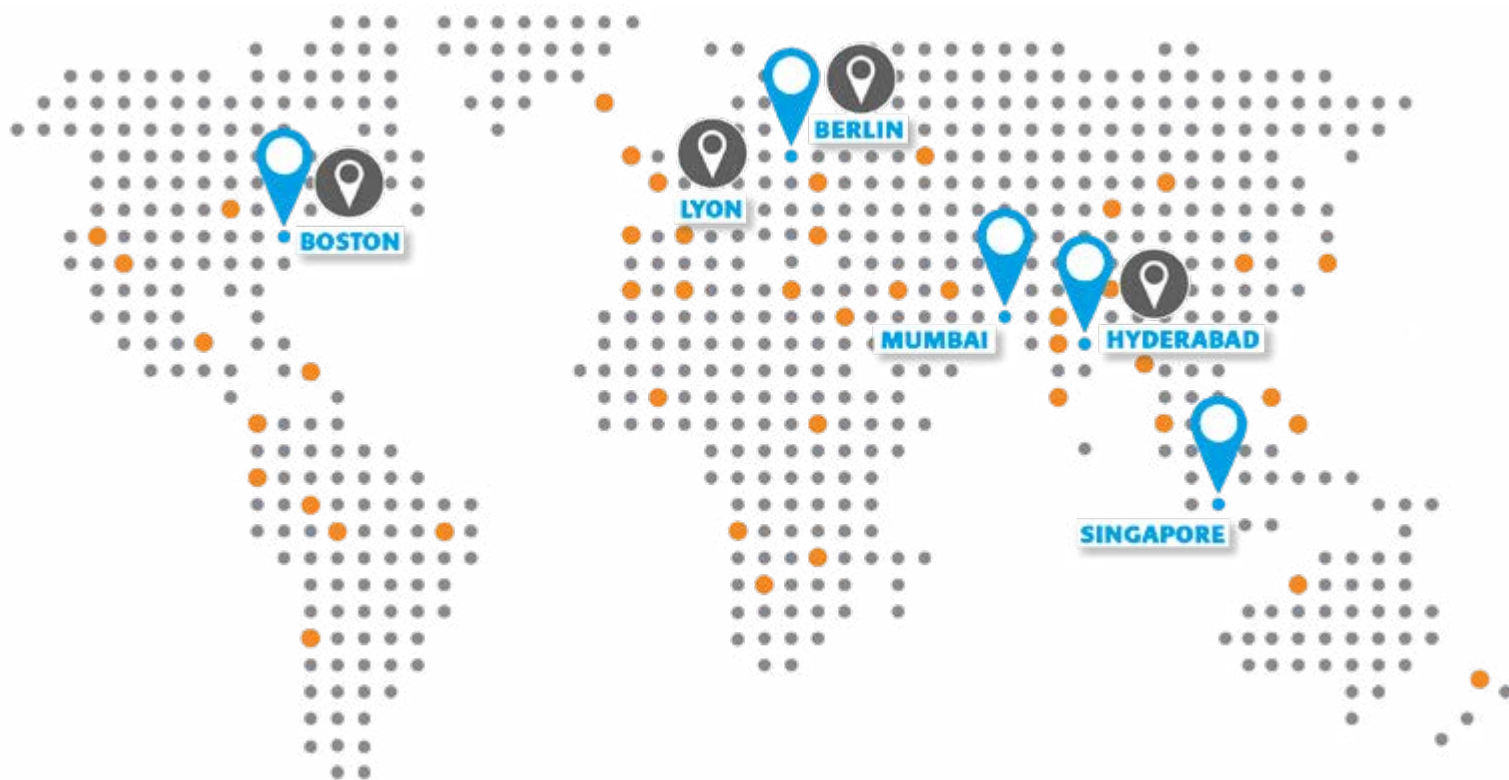 BERLIN
LYON
BOSTON
MUMBAI
HYDERABAD
SINGAPORE